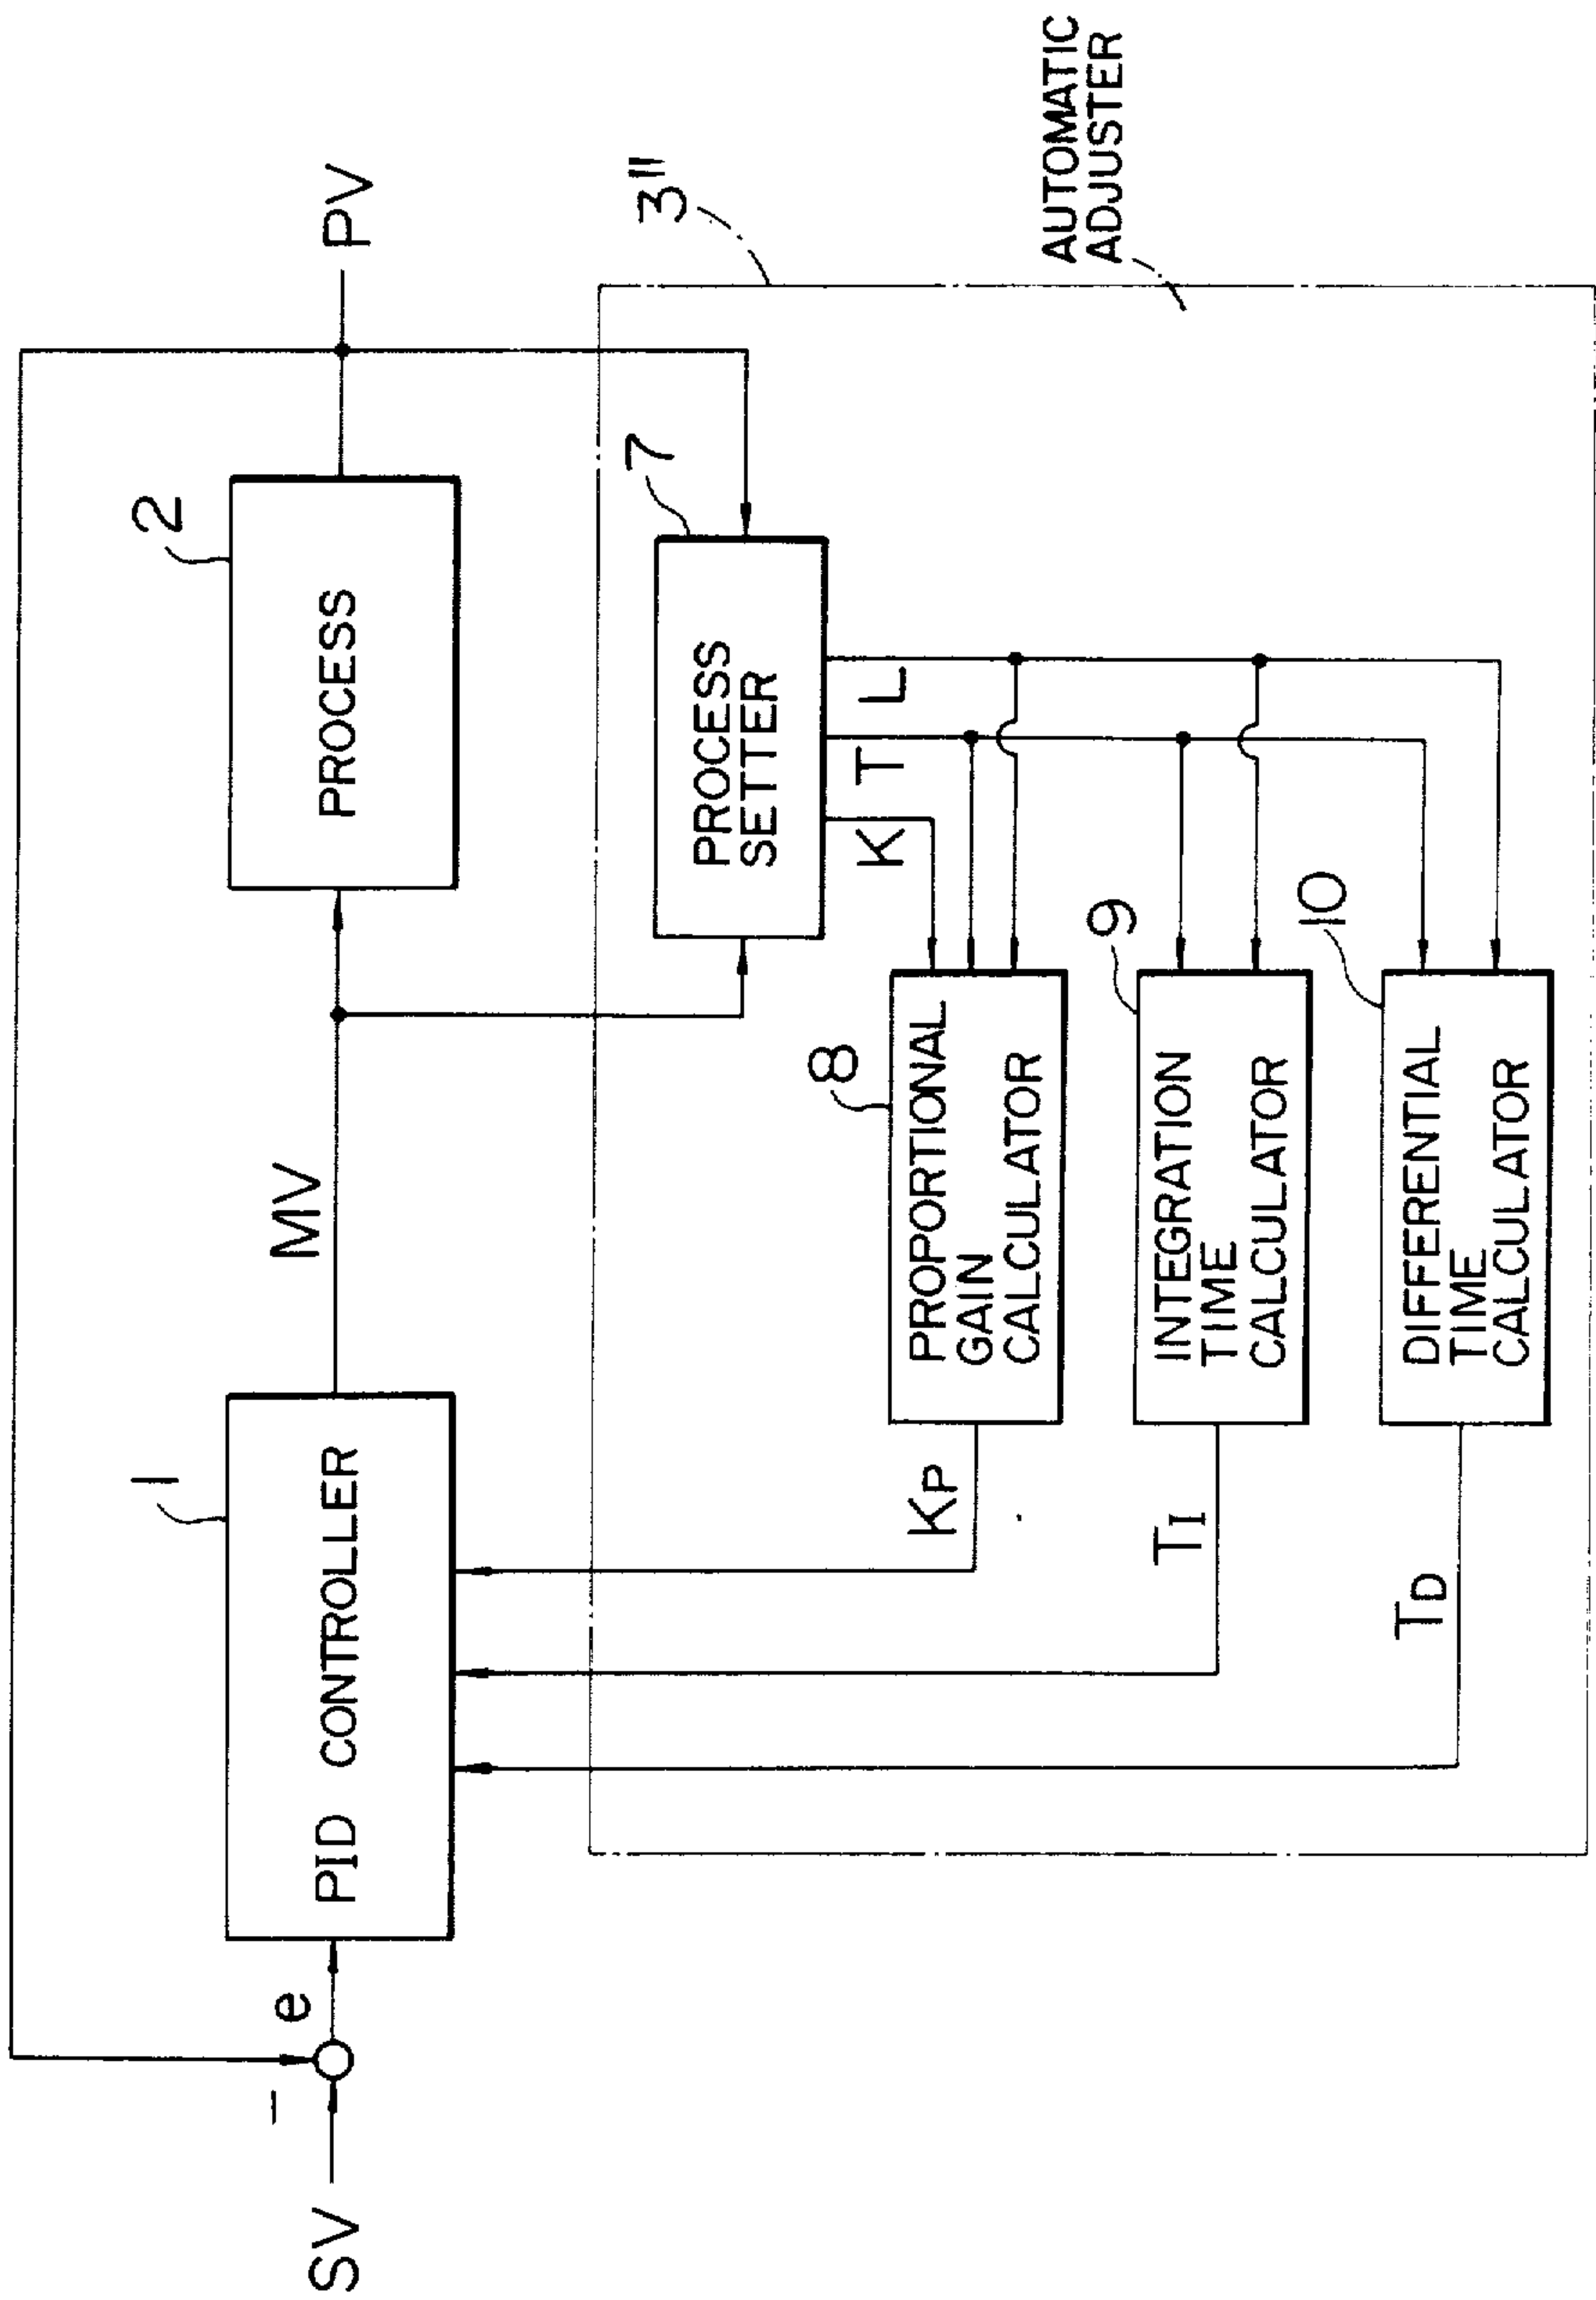 SV
−
e
1
PID CONTROLLER
MV
2
PROCESS
PV
3"
AUTOMATIC
ADJUSTER
7
PROCESS
SETTER
K
T
L
8
PROPORTIONAL
GAIN
CALCULATOR
KP
9
INTEGRATION
TIME
CALCULATOR
TI
10
DIFFERENTIAL
TIME
CALCULATOR
TD